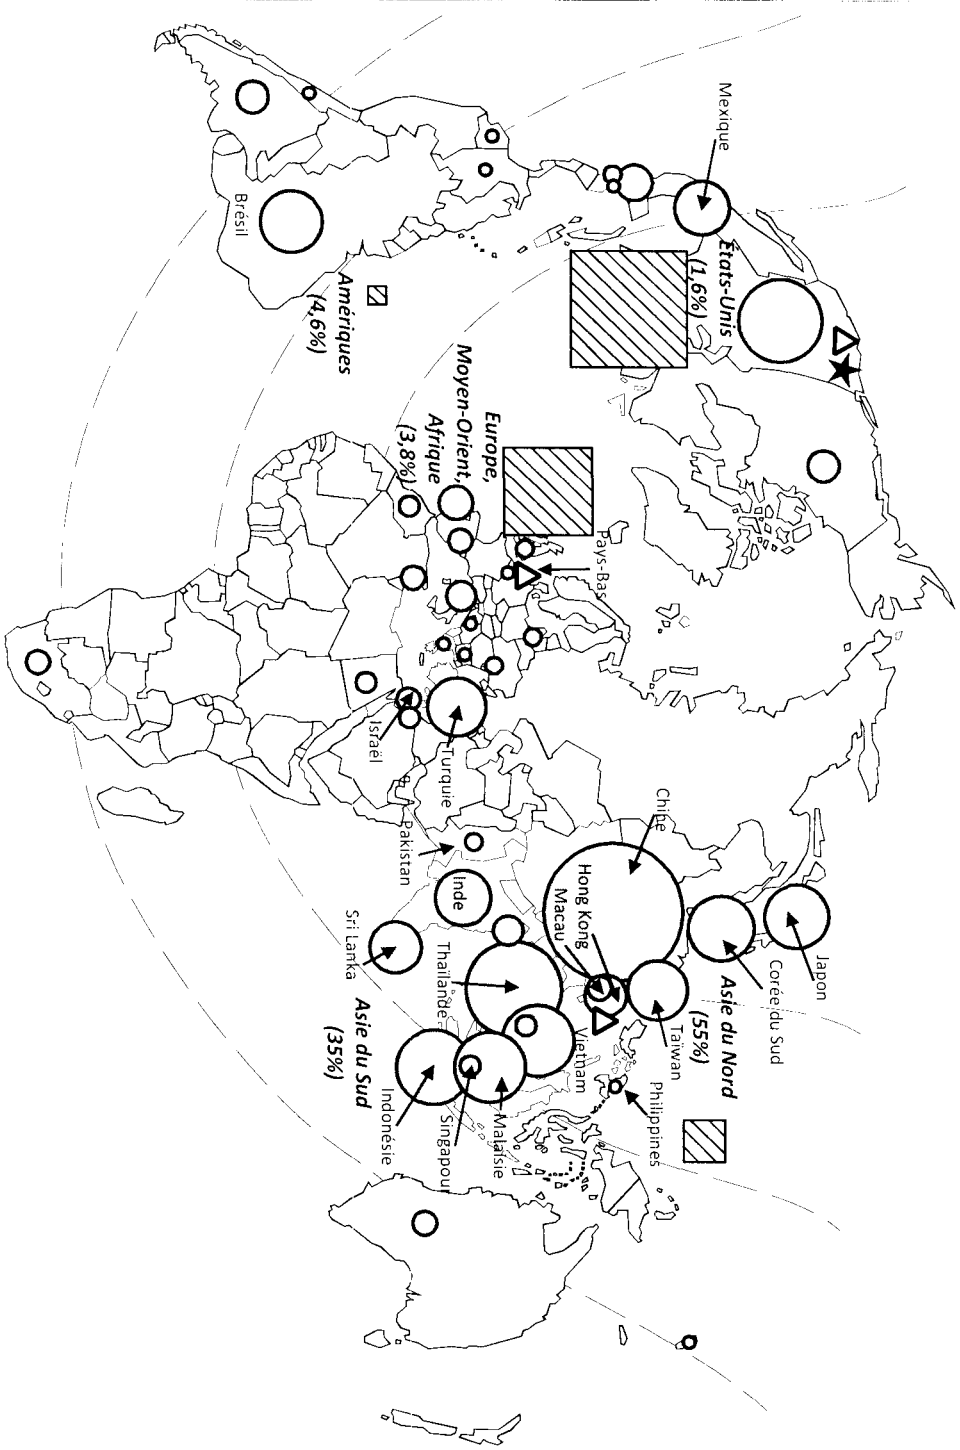 Mexique
États-Unis
(1,6%)
Brésil
Amériques
(4,6%)
Europe,
Moyen-Orient,
Afrique
(3,8%)
Pays-Bas
Israël
Turquie
Pakistan
Chine
Inde
Hong Kong
Macau
Sri Lanka
Thaïlande
Japon
Corée du Sud
Asie du Nord
(55%)
Taïwan
Vietnam
Asie du Sud
(35%)
Philippines
Indonésie
Singapour
Malaisie